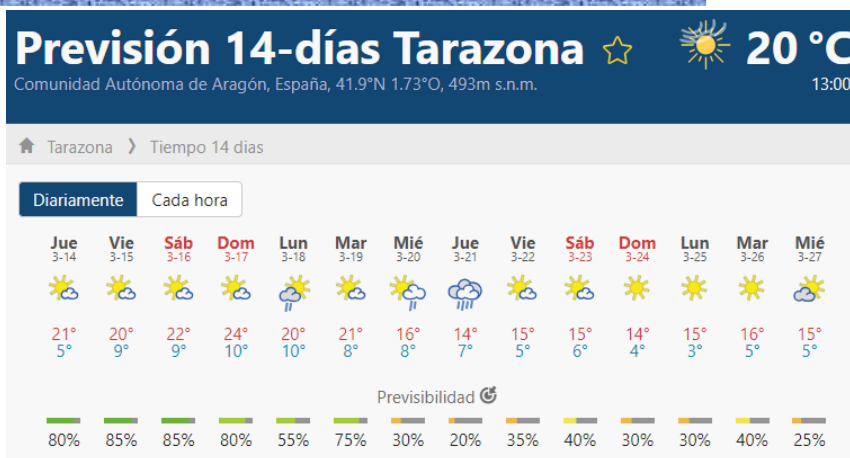 Previsión 14-días Tarazona 20 °C
Comunidad Autónoma de Aragón, España, 41.9°N 1.73°O, 493m s.n.m. 13:00
Tarazona Tiempo 14 dias
Diariamente Cada hora
Jue Vie Sáb Dom Lun Mar Mié Jue Vie Sáb Dom Lun Mar Mié
3-14 3-15 3-16 3-17 3-18 3-19 3-20 3-21 3-22 3-23 3-24 3-25 3-26 3-27
21° 20° 22° 24° 20° 21° 16° 14° 15° 15° 14° 15° 16° 15°
5° 9° 9° 10° 10° 8° 8° 7° 5° 6° 4° 3° 5° 5°
Previsibilidad
80% 85% 85% 80% 55% 75% 30% 20% 35% 40% 30% 30% 40% 25%